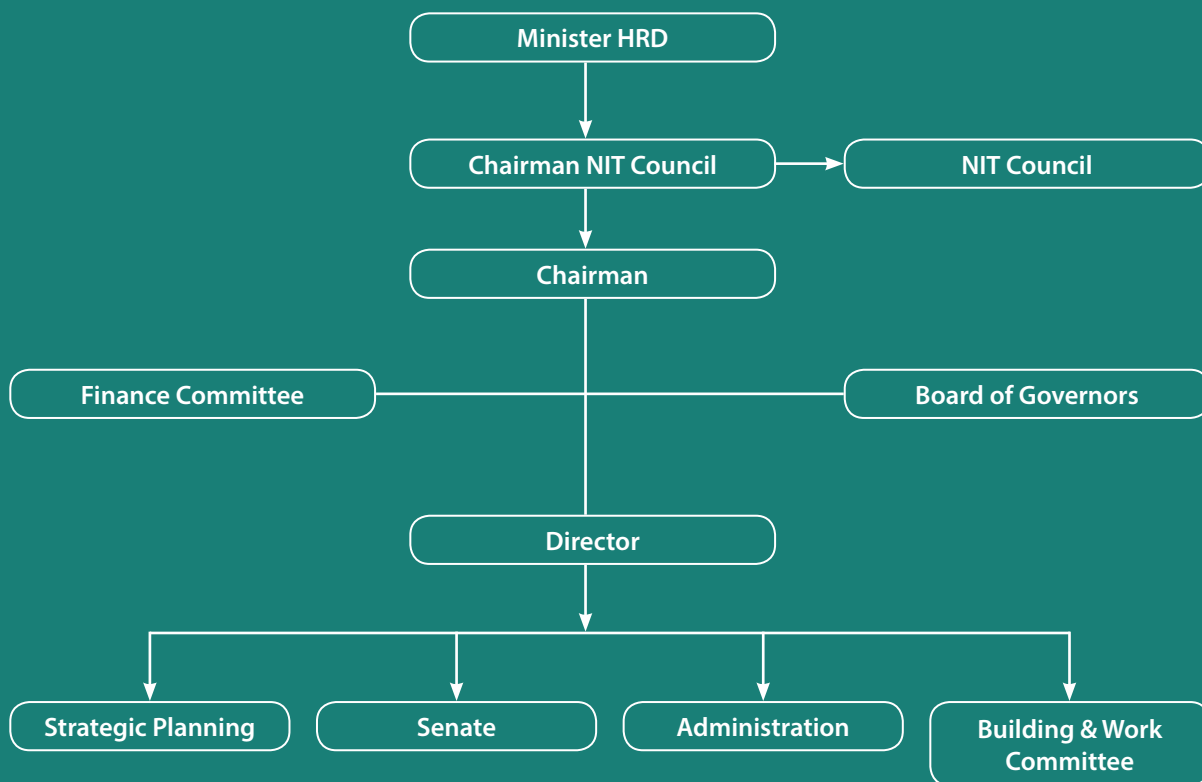 Minister HRD
Chairman NIT Council
NIT Council
Chairman
Finance Committee
Board of Governors
Director
Strategic Planning
Senate
Administration
Building & Work
Committee